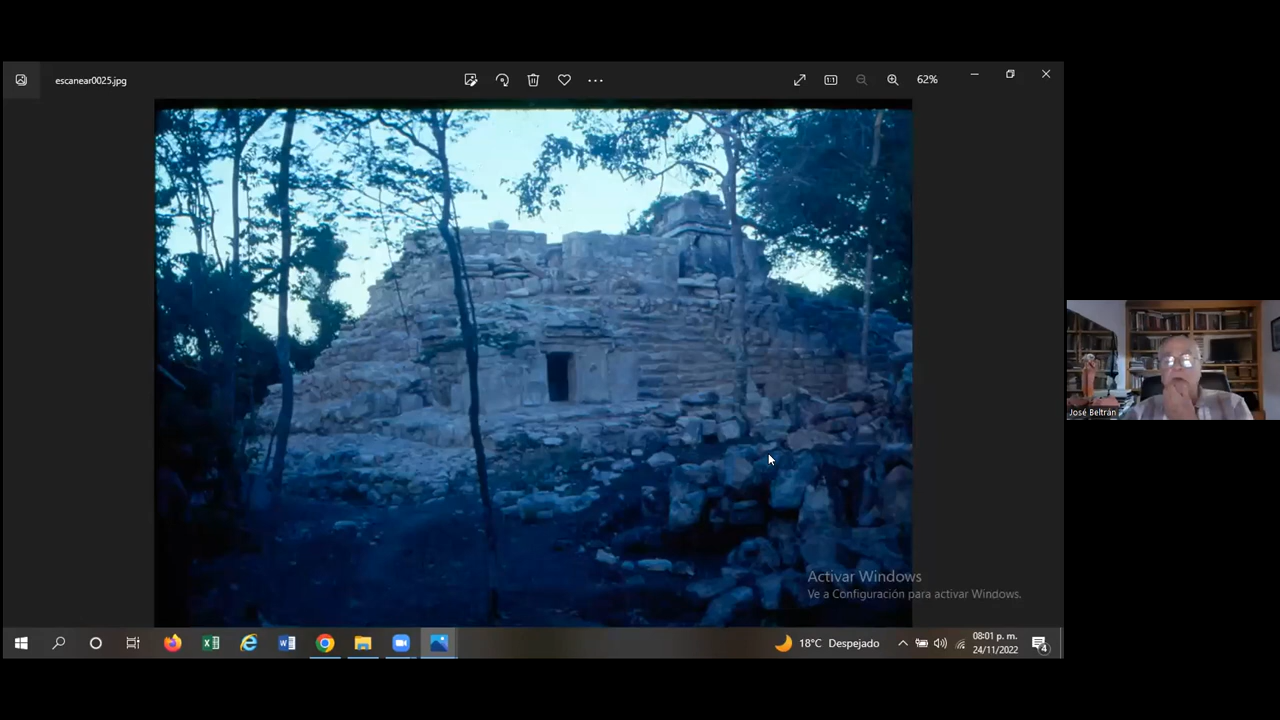 escanear0025.jpg
62%
Activar Windows
Ve a Configuración para activar Windows.
José Beltrán
18°C Despejado
08:01 p. m.
24/11/2022
4